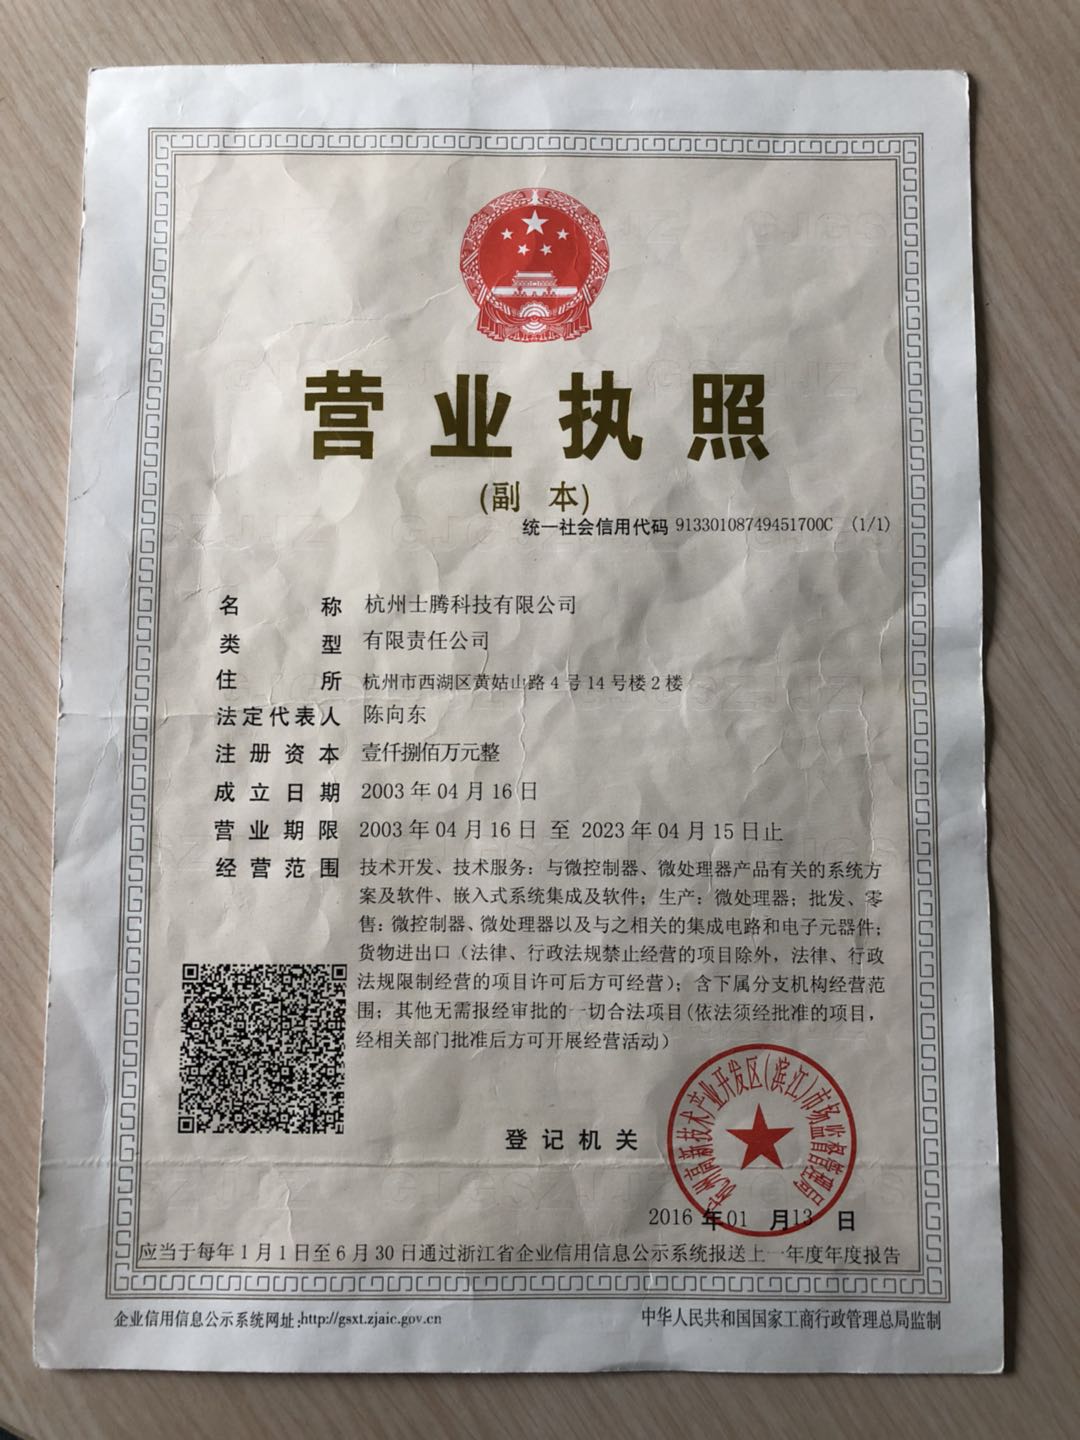 营业执照
(副 本)
统一社会信用代码 91330108749451700C (1/1)
名 称 杭州士腾科技有限公司
类 型 有限责任公司
住 所 杭州市西湖区黄姑山路4号14号楼2楼
法定代表人 陈向东
注册资本 壹仟捌佰万元整
成立日期 2003年04月16日
营业期限 2003年04月16日 至 2023年04月15日止
经营范围 技术开发、技术服务：与微控制器、微处理器产品有关的系统方
案及软件、嵌入式系统集成及软件；生产：微处理器；批发、零
售：微控制器、微处理器以及与之相关的集成电路和电子元器件；
货物进出口（法律、行政法规禁止经营的项目除外，法律、行政
法规限制经营的项目许可后方可经营）；含下属分支机构经营范
围；其他无需报经审批的一切合法项目(依法须经批准的项目，
经相关部门批准后方可开展经营活动)
杭州高新技术产业开发区(滨江)市场监督管理局
登记机关
2016年01月13日
应当于每年1月1日至6月30日通过浙江省企业信用信息公示系统报送上一年度年度报告
企业信用信息公示系统网址:http://gsxt.zjaic.gov.cn
中华人民共和国国家工商行政管理总局监制